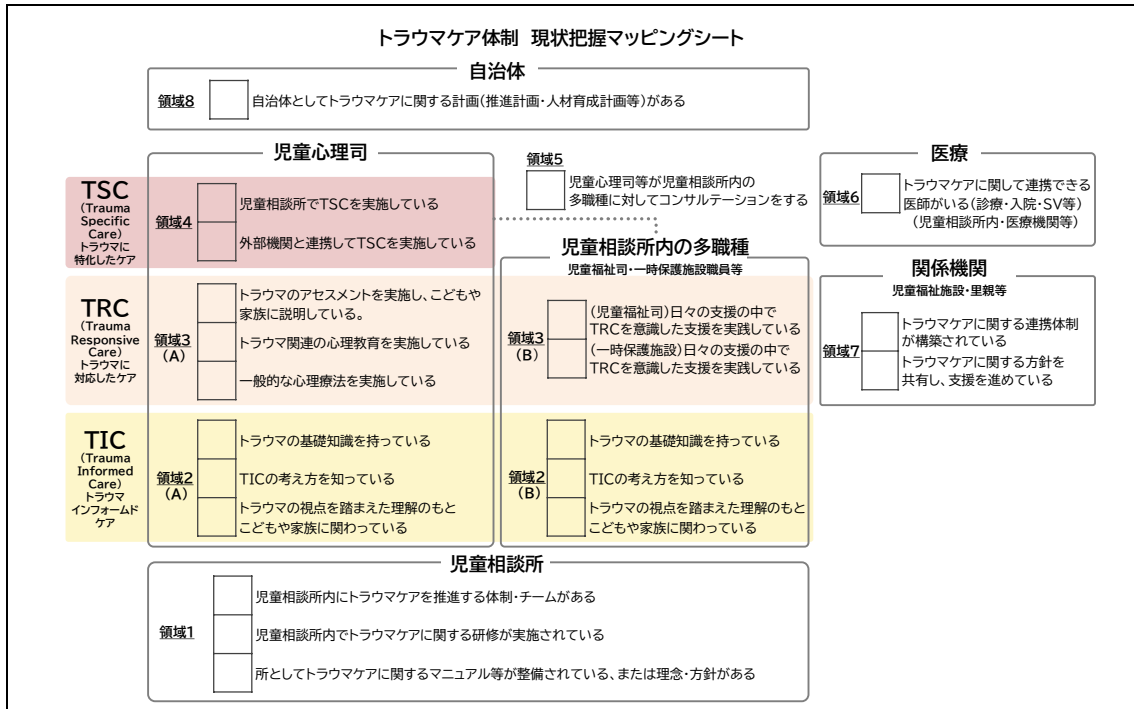 トラウマケア体制 現状把握マッピングシート
自治体
領域8
自治体としてトラウマケアに関する計画(推進計画・人材育成計画等)がある
児童心理司
TSC
(Trauma
Specific
Care)
トラウマに
特化したケア
領域4
児童相談所でTSCを実施している
外部機関と連携してTSCを実施している
領域5
児童心理司等が児童相談所内の
多職種に対してコンサルテーションをする
医療
領域6
トラウマケアに関して連携できる
医師がいる(診療・入院・SV等)
(児童相談所内・医療機関等)
児童相談所内の多職種
児童福祉司・一時保護施設職員等
関係機関
児童福祉施設・里親等
TRC
(Trauma
Responsive
Care)
トラウマに
対応したケア
領域3
(A)
トラウマのアセスメントを実施し、こどもや
家族に説明している。
トラウマ関連の心理教育を実施している
一般的な心理療法を実施している
領域3
(B)
(児童福祉司)日々の支援の中で
TRCを意識した支援を実践している
(一時保護施設)日々の支援の中で
TRCを意識した支援を実践している
領域7
トラウマケアに関する連携体制
が構築されている
トラウマケアに関する方針を
共有し、支援を進めている
TIC
(Trauma
Informed
Care)
トラウマ
インフォームド
ケア
領域2
(A)
トラウマの基礎知識を持っている
TICの考え方を知っている
トラウマの視点を踏まえた理解のもと
こどもや家族に関わっている
領域2
(B)
トラウマの基礎知識を持っている
TICの考え方を知っている
トラウマの視点を踏まえた理解のもと
こどもや家族に関わっている
児童相談所
領域1
児童相談所内にトラウマケアを推進する体制・チームがある
児童相談所内でトラウマケアに関する研修が実施されている
所としてトラウマケアに関するマニュアル等が整備されている、または理念・方針がある